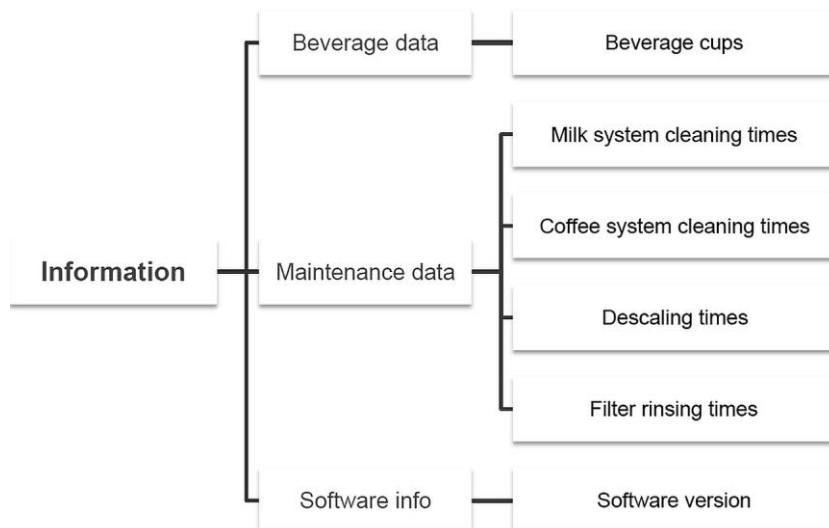 Information
Beverage data
Beverage cups
Maintenance data
Milk system cleaning times
Coffee system cleaning times
Descaling times
Filter rinsing times
Software info
Software version